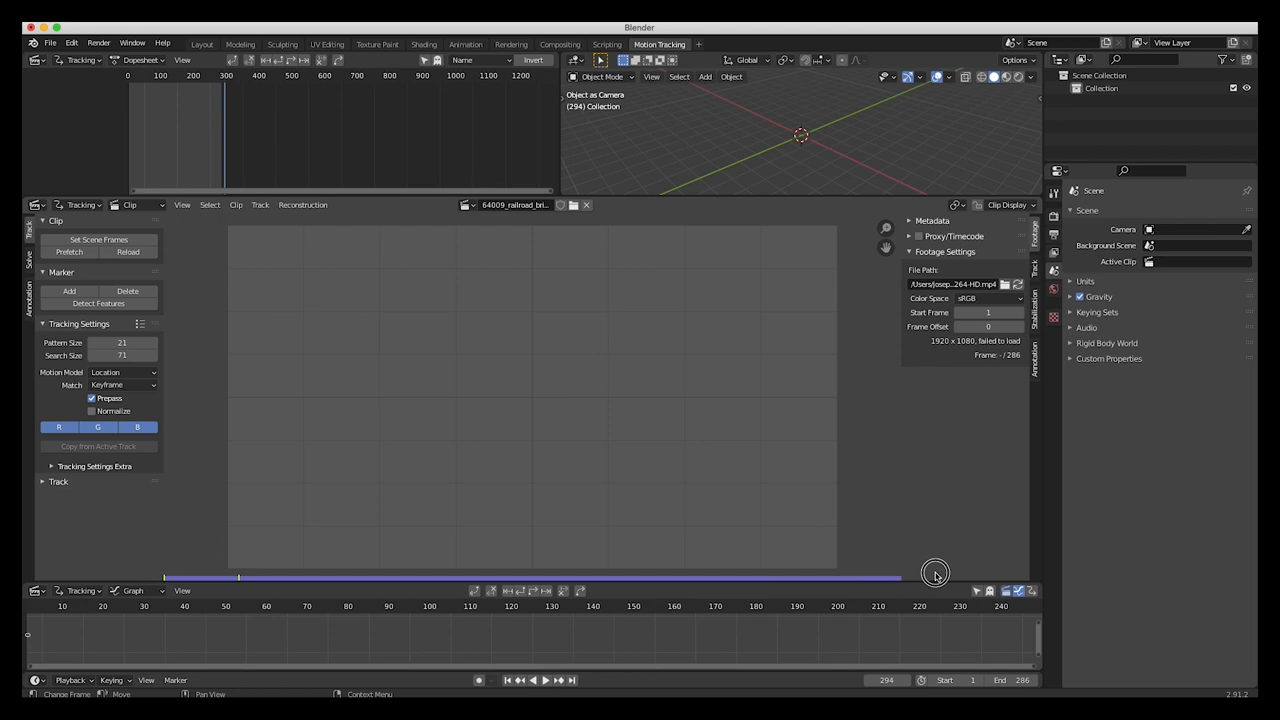 Blender
File Edit Render Window Help
Layout Modeling Sculpting UV Editing Texture Paint Shading Animation Rendering Compositing Scripting Motion Tracking +
Scene
View Layer
Tracking Dopesheet View
Name Invert
0 100 200 300 400 500 600 700 800 900 1000 1100 1200
Global
Options
Object Mode View Select Add Object
Object as Camera
(294) Collection
Scene Collection
Collection
Tracking Clip View Select Clip Track Reconstruction
64009_railroad_bri...
Clip Display
Track
Solve
Annotation
Clip
Set Scene Frames
Prefetch Reload
Marker
Add Delete
Detect Features
Tracking Settings
Pattern Size 21
Search Size 71
Motion Model Location
Match Keyframe
Prepass
Normalize
R G B
Copy from Active Track
Tracking Settings Extra
Track
Metadata
Proxy/Timecode
Footage Settings
File Path:
/Users/josep...264-HD.mp4
Color Space sRGB
Start Frame 1
Frame Offset 0
1920 x 1080, failed to load
Frame: - / 286
Footage
Track
Stabilization
Annotation
Scene
Scene
Camera
Background Scene
Active Clip
Units
Gravity
Keying Sets
Audio
Rigid Body World
Custom Properties
Tracking Graph View
10 20 30 40 50 60 70 80 90 100 110 120 130 140 150 160 170 180 190 200 210 220 230 240
0
Playback Keying View Marker
294 Start 1 End 286
Change Frame Move Pan View Context Menu
2.91.2